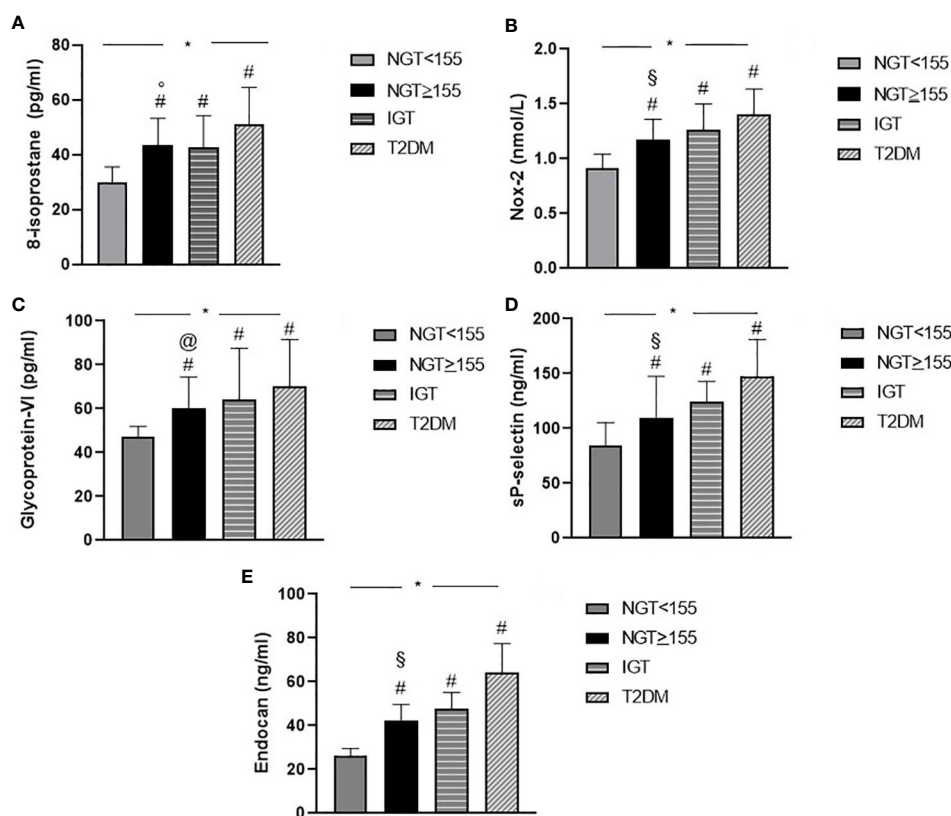 A
8-isoprostane (pg/ml)
80
60
40
20
0
*
°
#
#
#
NGT<155
NGT≥155
IGT
T2DM
B
Nox-2 (nmol/L)
2.0
1.5
1.0
0.5
0.0
*
§
#
#
#
NGT<155
NGT≥155
IGT
T2DM
C
Glycoprotein-VI (pg/ml)
100
80
60
40
20
0
*
@
#
#
#
NGT<155
NGT≥155
IGT
T2DM
D
sP-selectin (ng/ml)
200
150
100
50
0
*
§
#
#
#
NGT<155
NGT≥155
IGT
T2DM
E
Endocan (ng/ml)
100
80
60
40
20
0
*
§
#
#
#
NGT<155
NGT≥155
IGT
T2DM